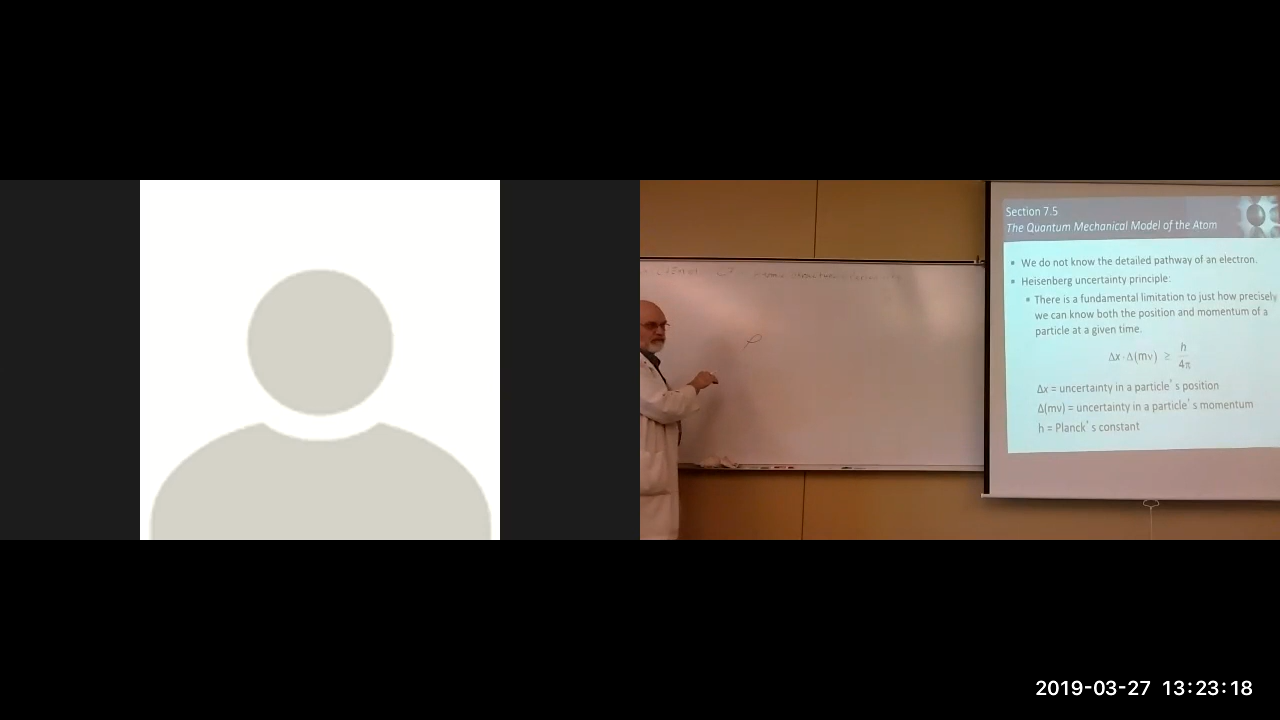 Section 7.5
The Quantum Mechanical Model of the Atom
▪ We do not know the detailed pathway of an electron.
▪ Heisenberg uncertainty principle:
▪ There is a fundamental limitation to just how precisely
we can know both the position and momentum of a
particle at a given time.
Δx · Δ(mν) ≥ h/4π
Δx = uncertainty in a particle's position
Δ(mν) = uncertainty in a particle's momentum
h = Planck's constant
2019-03-27 13:23:18